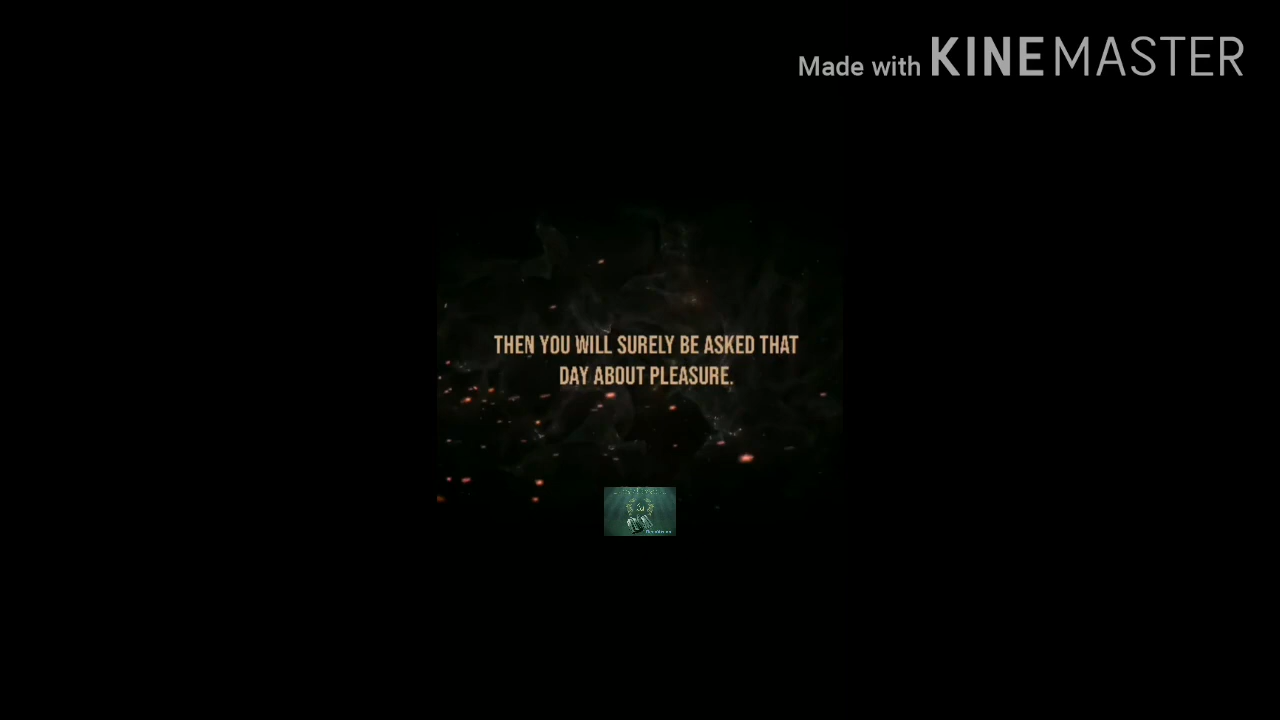 Made with KINEMASTER
THEN YOU WILL SURELY BE ASKED THAT
DAY ABOUT PLEASURE.